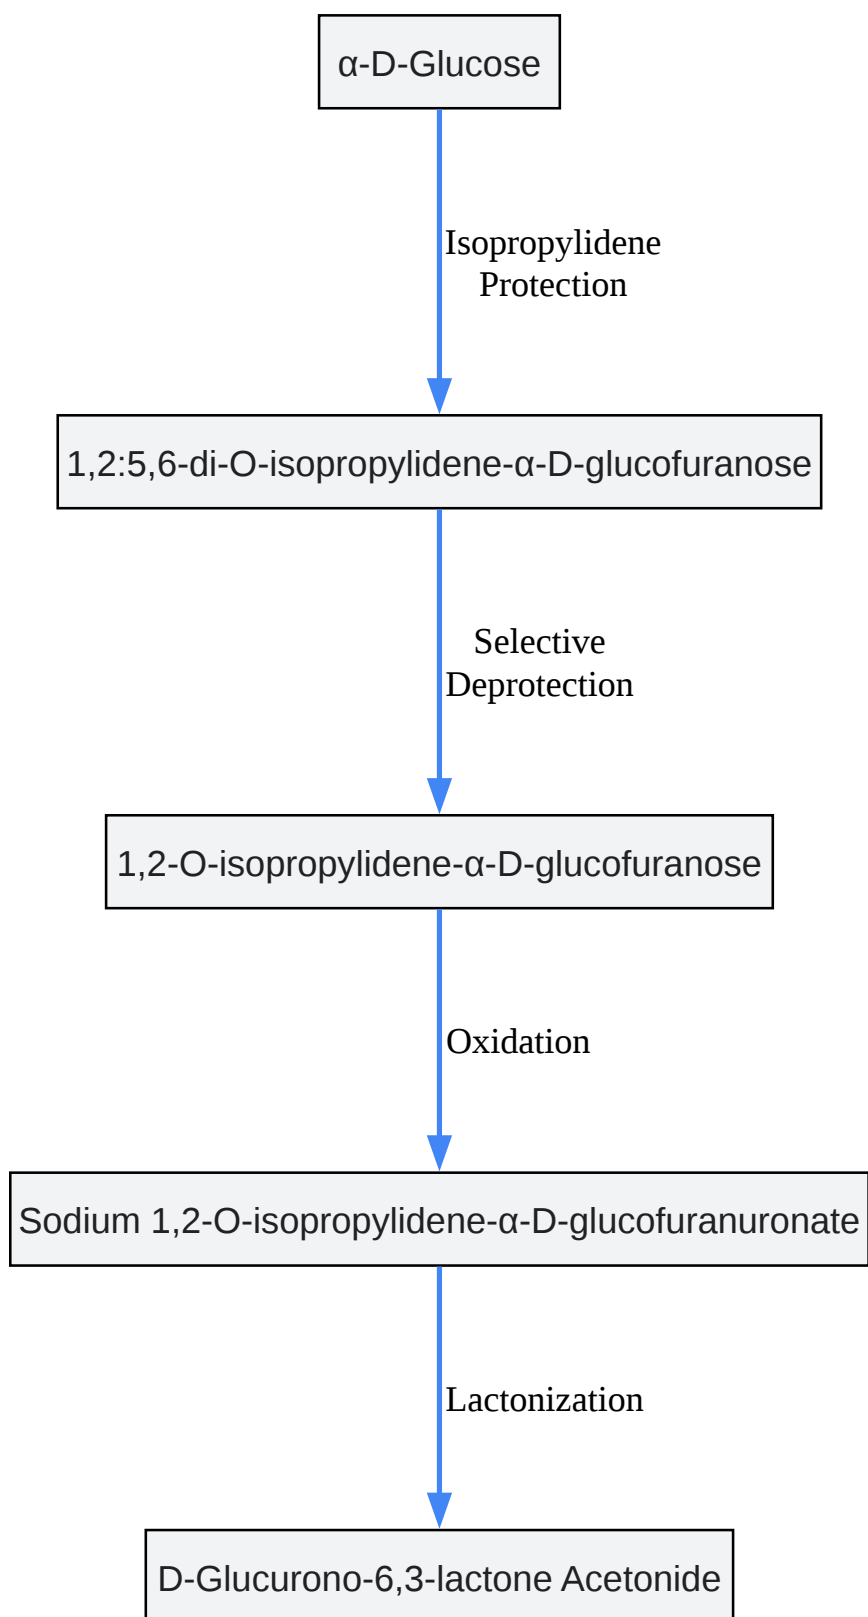 α-D-Glucose
Isopropylidene
Protection
1,2:5,6-di-O-isopropylidene-α-D-glucofuranose
Selective
Deprotection
1,2-O-isopropylidene-α-D-glucofuranose
Oxidation
Sodium 1,2-O-isopropylidene-α-D-glucofuranuronate
Lactonization
D-Glucurono-6,3-lactone Acetonide